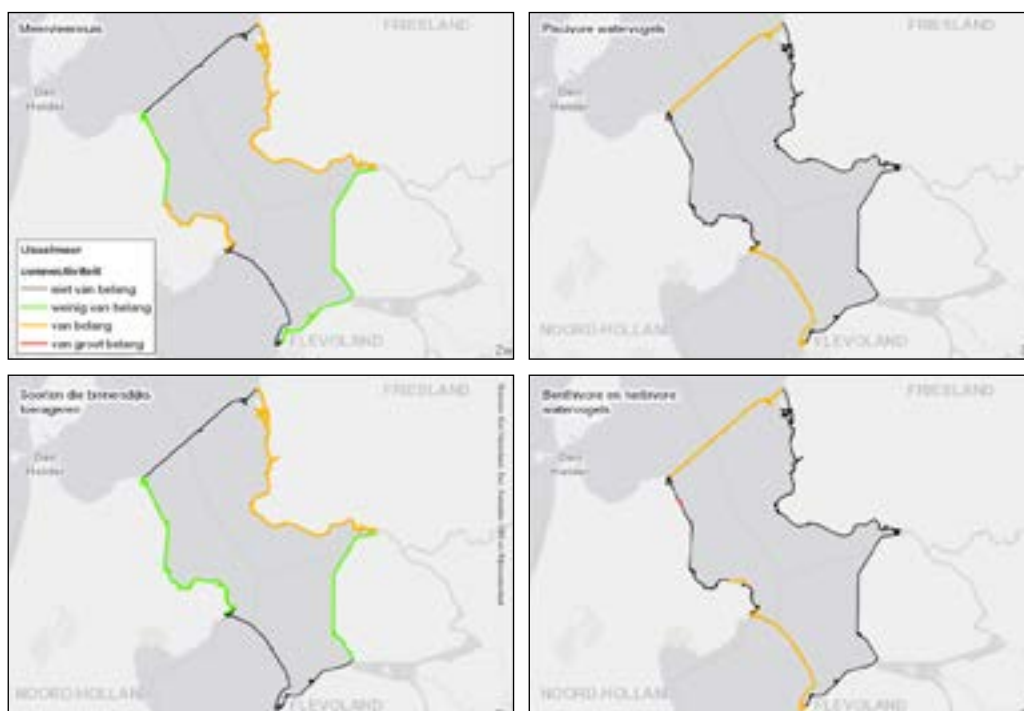 Meervleermuis
FRIESLAND
Den
Helder
IJsselmeer
connectiviteit
niet van belang
weinig van belang
van belang
van groot belang
FLEVOLAND
Zw
Piscivore watervogels
FRIESLAND
Den
Helder
NOORD-HOLLAND
FLEVOLAND
Soorten die binnendijks
foerageren
FRIESLAND
Den
Helder
NOORD-HOLLAND
FLEVOLAND
Benthivore en herbivore
watervogels
FRIESLAND
Den
Helder
NOORD-HOLLAND
FLEVOLAND